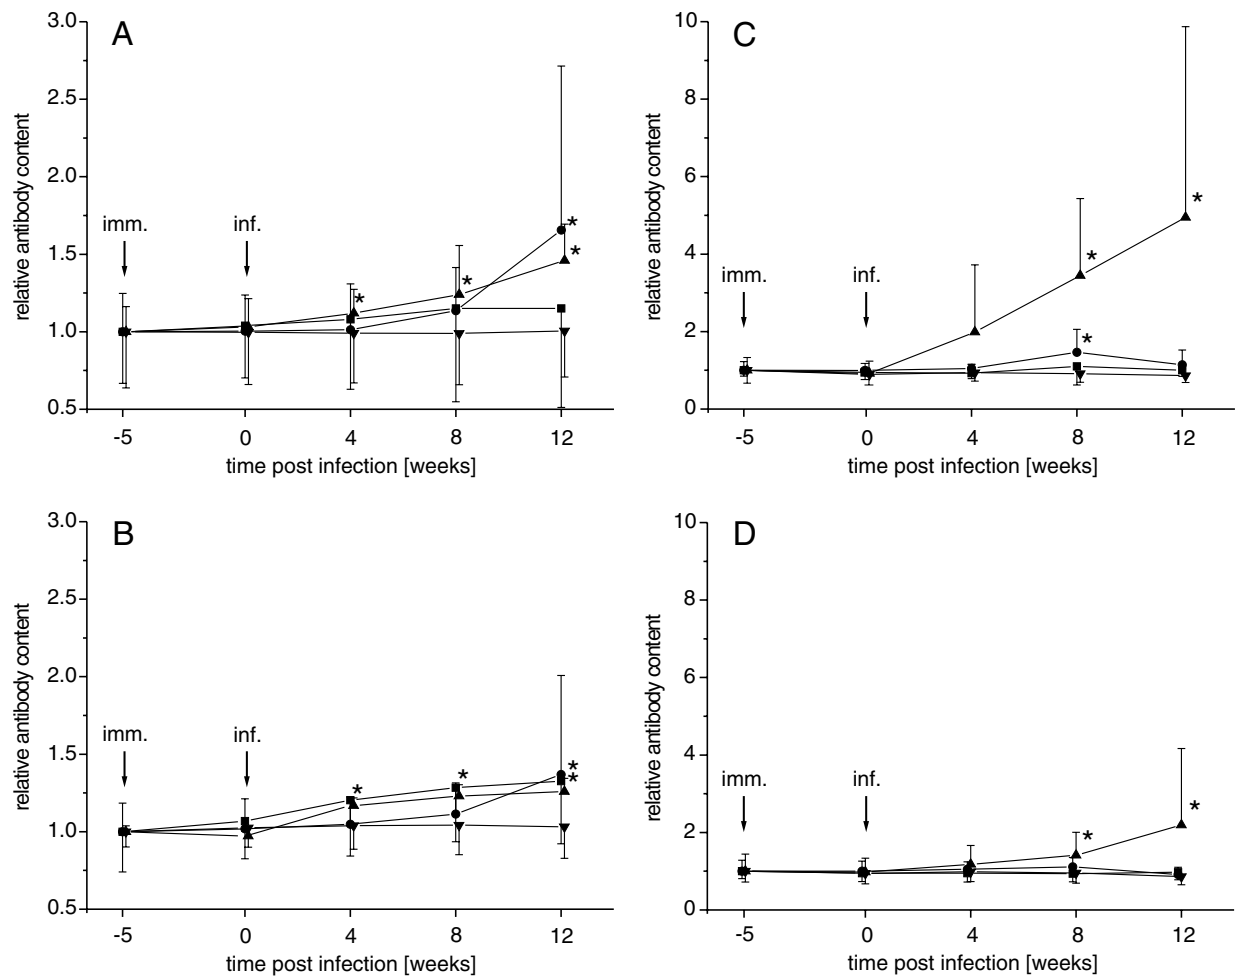 A
relative antibody content
3.0
2.5
2.0
1.5
1.0
0.5
imm.
inf.
*
*
*
*
-5
0
4
8
12
time post infection [weeks]
C
relative antibody content
10
8
6
4
2
0
imm.
inf.
*
*
*
-5
0
4
8
12
time post infection [weeks]
B
relative antibody content
3.0
2.5
2.0
1.5
1.0
0.5
imm.
inf.
*
*
*
*
-5
0
4
8
12
time post infection [weeks]
D
relative antibody content
10
8
6
4
2
0
imm.
inf.
*
*
-5
0
4
8
12
time post infection [weeks]